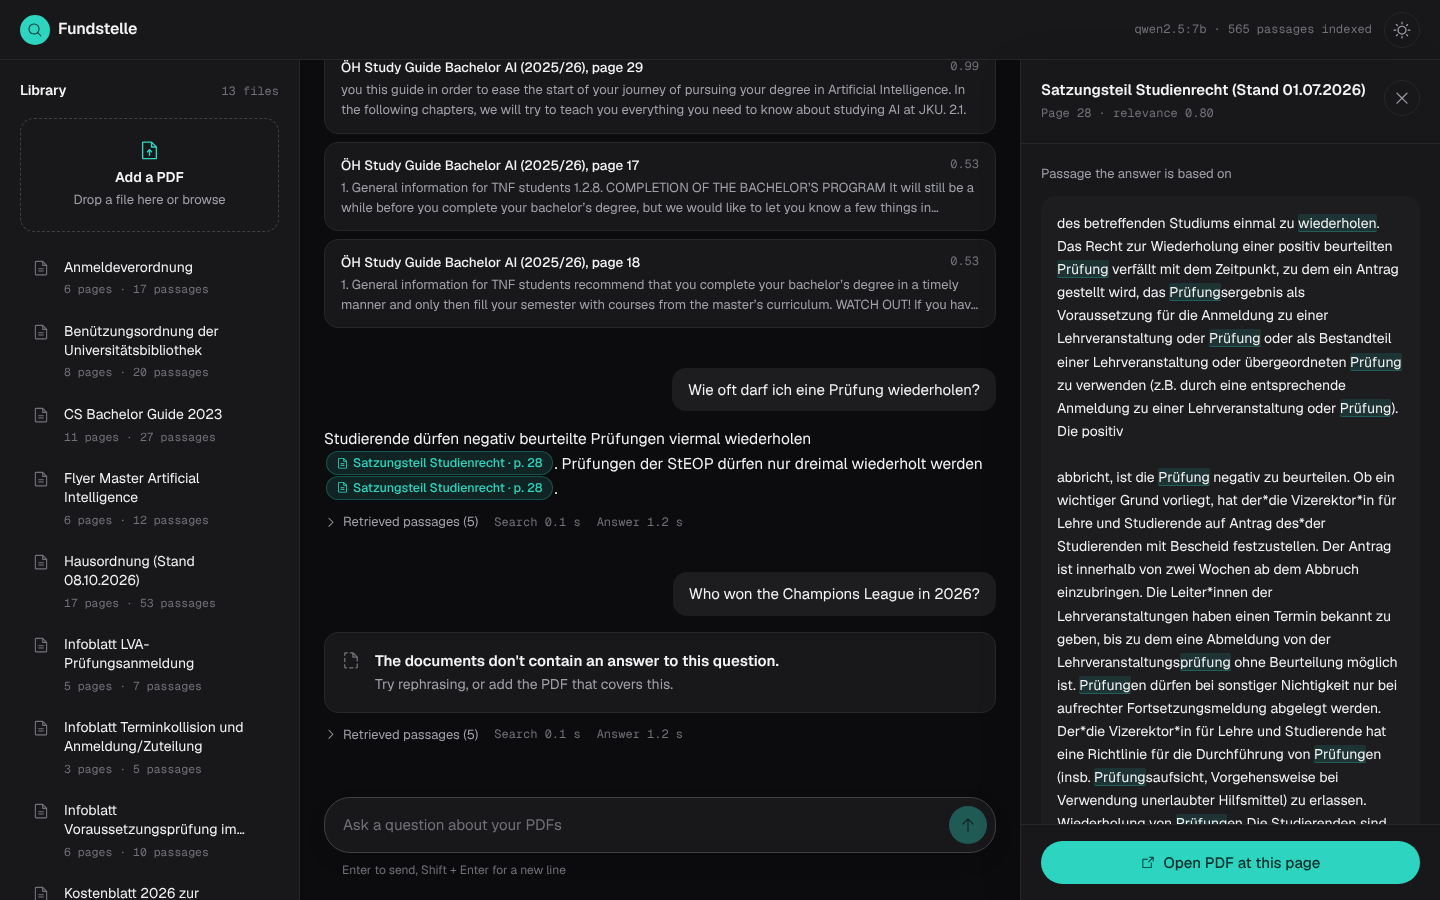 Fundstelle
qwen2.5:7b · 565 passages indexed
Library
13 files
Add a PDF
Drop a file here or browse
Anmeldeverordnung
6 pages · 17 passages
Benützungsordnung der
Universitätsbibliothek
8 pages · 20 passages
CS Bachelor Guide 2023
11 pages · 27 passages
Flyer Master Artificial
Intelligence
6 pages · 12 passages
Hausordnung (Stand
08.10.2026)
17 pages · 53 passages
Infoblatt LVA-
Prüfungsanmeldung
5 pages · 7 passages
Infoblatt Terminkollision und
Anmeldung/Zuteilung
3 pages · 5 passages
Infoblatt
Voraussetzungsprüfung im…
6 pages · 10 passages
Kostenblatt 2026 zur
ÖH Study Guide Bachelor AI (2025/26), page 29
0.99
you this guide in order to ease the start of your journey of pursuing your degree in Artificial Intelligence. In
the following chapters, we will try to teach you everything you need to know about studying AI at JKU. 2.1.
ÖH Study Guide Bachelor AI (2025/26), page 17
0.53
1. General information for TNF students 1.2.8. COMPLETION OF THE BACHELOR'S PROGRAM It will still be a
while before you complete your bachelor's degree, but we would like to let you know a few things in…
ÖH Study Guide Bachelor AI (2025/26), page 18
0.53
1. General information for TNF students recommend that you complete your bachelor's degree in a timely
manner and only then fill your semester with courses from the master's curriculum. WATCH OUT! If you hav…
Wie oft darf ich eine Prüfung wiederholen?
Studierende dürfen negativ beurteilte Prüfungen viermal wiederholen
Satzungsteil Studienrecht · p. 28 . Prüfungen der StEOP dürfen nur dreimal wiederholt werden
Satzungsteil Studienrecht · p. 28 .
Retrieved passages (5) Search 0.1 s Answer 1.2 s
Who won the Champions League in 2026?
The documents don't contain an answer to this question.
Try rephrasing, or add the PDF that covers this.
Retrieved passages (5) Search 0.1 s Answer 1.2 s
Ask a question about your PDFs
Enter to send, Shift + Enter for a new line
Satzungsteil Studienrecht (Stand 01.07.2026)
Page 28 · relevance 0.80
Passage the answer is based on
des betreffenden Studiums einmal zu wiederholen.
Das Recht zur Wiederholung einer positiv beurteilten
Prüfung verfällt mit dem Zeitpunkt, zu dem ein Antrag
gestellt wird, das Prüfungsergebnis als
Voraussetzung für die Anmeldung zu einer
Lehrveranstaltung oder Prüfung oder als Bestandteil
einer Lehrveranstaltung oder übergeordneten Prüfung
zu verwenden (z.B. durch eine entsprechende
Anmeldung zu einer Lehrveranstaltung oder Prüfung).
Die positiv
abbricht, ist die Prüfung negativ zu beurteilen. Ob ein
wichtiger Grund vorliegt, hat der*die Vizerektor*in für
Lehre und Studierende auf Antrag des*der
Studierenden mit Bescheid festzustellen. Der Antrag
ist innerhalb von zwei Wochen ab dem Abbruch
einzubringen. Die Leiter*innen der
Lehrveranstaltungen haben einen Termin bekannt zu
geben, bis zu dem eine Abmeldung von der
Lehrveranstaltungsprüfung ohne Beurteilung möglich
ist. Prüfungen dürfen bei sonstiger Nichtigkeit nur bei
aufrechter Fortsetzungsmeldung abgelegt werden.
Der*die Vizerektor*in für Lehre und Studierende hat
eine Richtlinie für die Durchführung von Prüfungen
(insb. Prüfungsaufsicht, Vorgehensweise bei
Verwendung unerlaubter Hilfsmittel) zu erlassen.
Wiederholung von Prüfungen Die Studierenden sind
Open PDF at this page